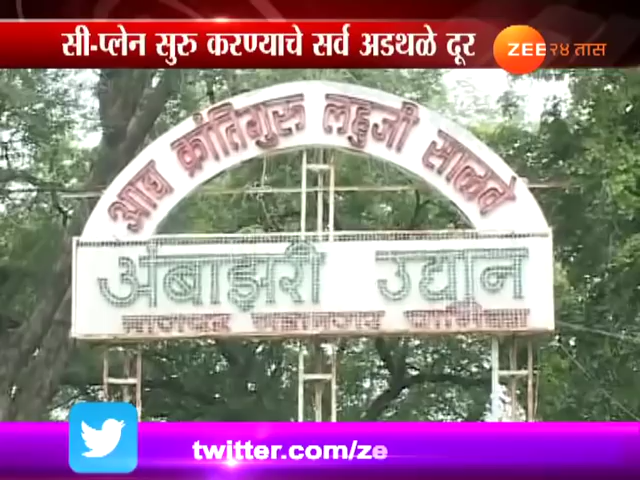 सी-प्लेन सुरु करण्याचे सर्व अडथळे दूर
ZEE २४ तास
आद्य क्रांतिगुरु लहुजी साळवे
अंबाझरी उद्यान
twitter.com/ze